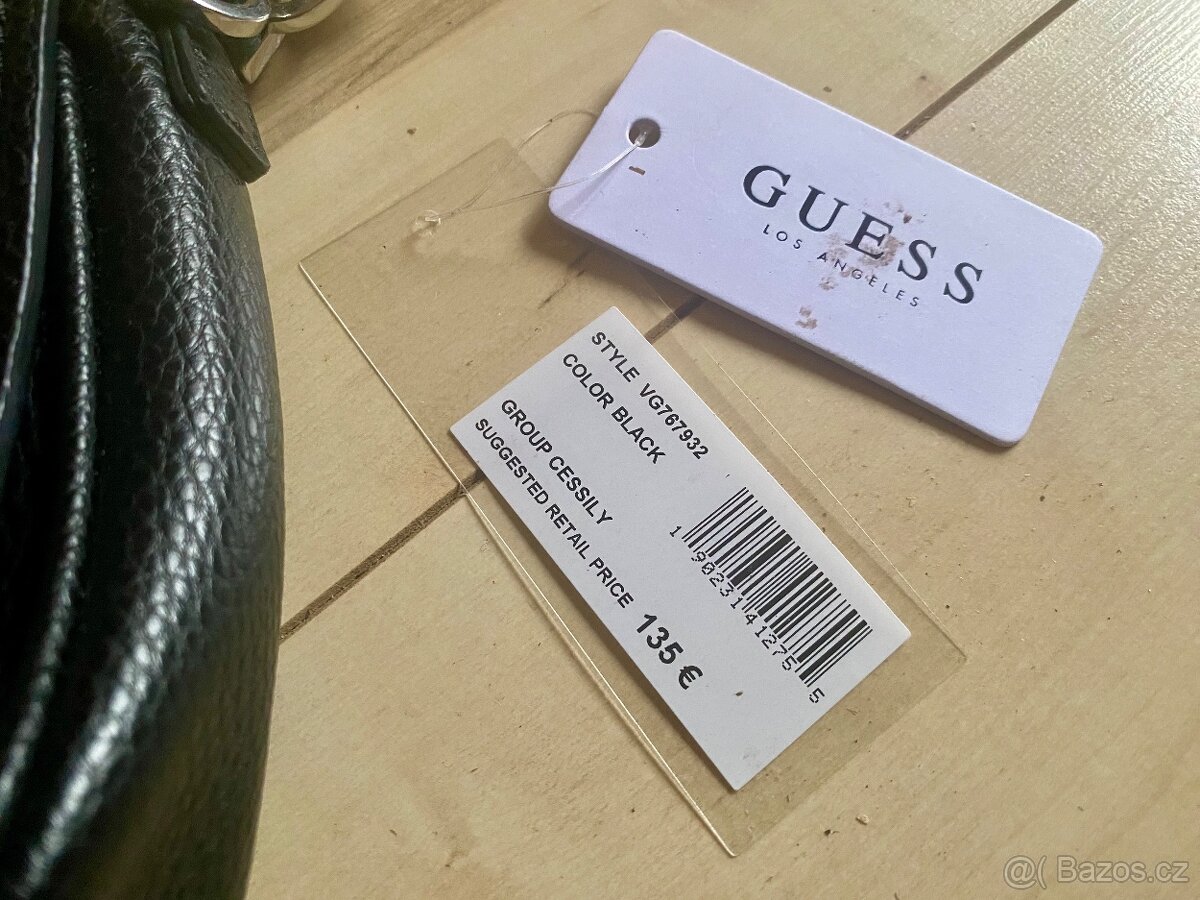 GUESS
LOS ANGELES
STYLE VG767932
COLOR BLACK
GROUP CESSILY
SUGGESTED RETAIL PRICE 135 €
1 90231 41275 5
@( Bazos.cz